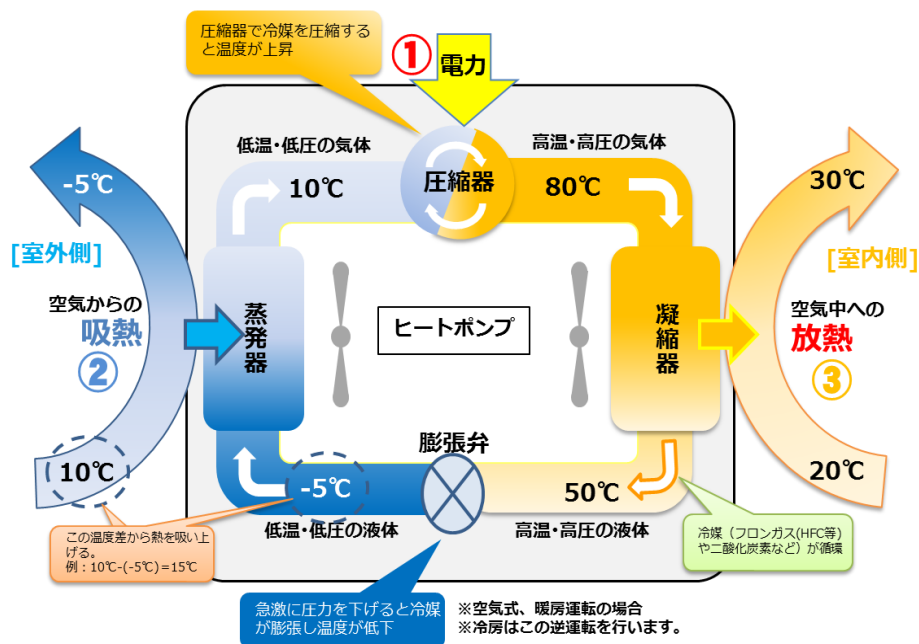 圧縮器で冷媒を圧縮する
と温度が上昇
①
電力
低温・低圧の気体
高温・高圧の気体
圧縮器
-5℃
10℃
80℃
30℃
[室外側]
[室内側]
空気からの
吸熱
②
蒸発器
ヒートポンプ
凝縮器
空気中への
放熱
③
膨張弁
10℃
-5℃
50℃
20℃
低温・低圧の液体
高温・高圧の液体
この温度差から熱を吸い上
げる。
例：10℃-(-5℃)=15℃
冷媒（フロンガス(HFC等)
や二酸化炭素など）が循環
急激に圧力を下げると冷媒
が膨張し温度が低下
※空気式、暖房運転の場合
※冷房はこの逆運転を行います。